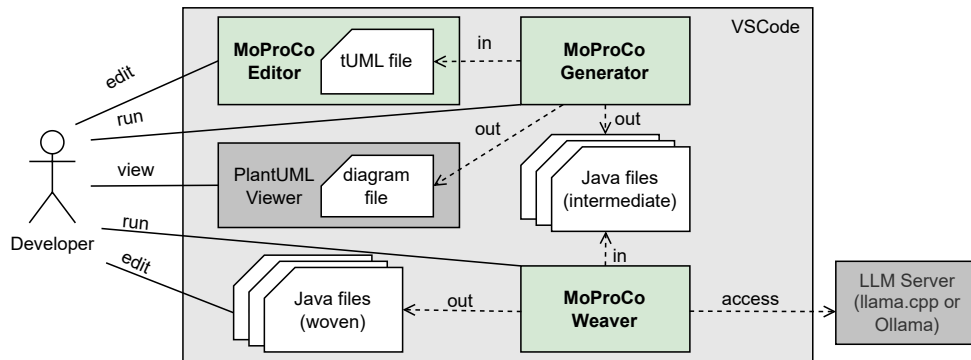 VSCode
MoProCo
Editor
tUML file
in
MoProCo
Generator
edit
run
out
out
view
PlantUML
Viewer
diagram
file
Java files
(intermediate)
Developer
run
edit
in
Java files
(woven)
out
MoProCo
Weaver
access
LLM Server
(llama.cpp or
Ollama)